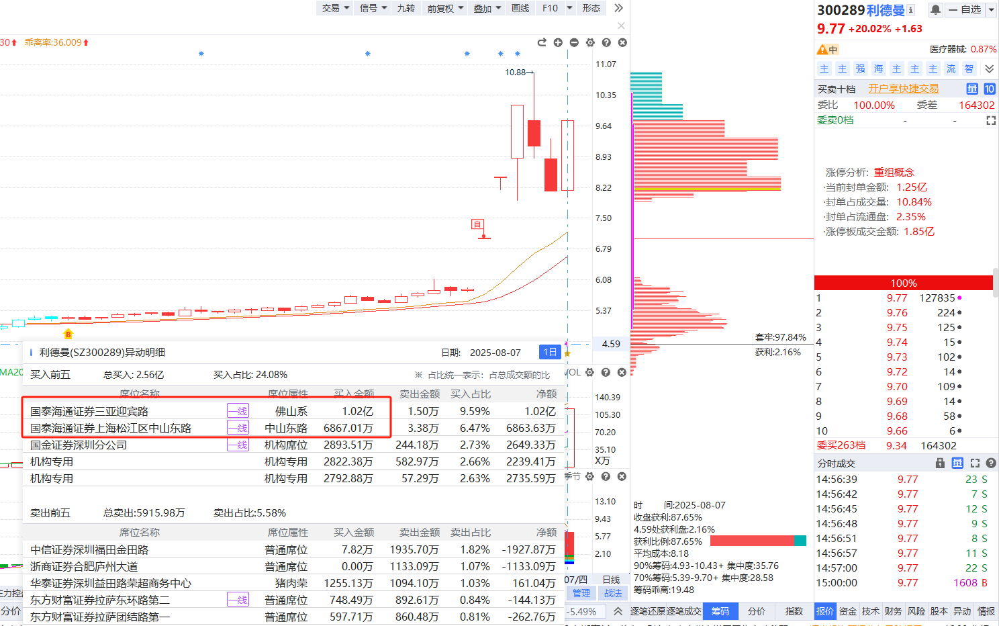 交易 信号 九转 前复权 叠加 画线 F10 形态
300289利德曼
自选
9.77 +20.02% +1.63
中 医疗器械: 0.87%
主 主 强 海 主 主 主 流 智
买卖十档 开户享快捷交易 量 10
委比 100.00% 委差 164302
委卖0档 - -
涨停分析: 重组概念
·当前封单金额: 1.25亿
·封单占成交量: 10.84%
·封单占流通盘: 2.35%
·涨停板成交金额: 1.85亿
100%
1 9.77 127835
2 9.76 224
3 9.75 125
4 9.74 15
5 9.73 102
6 9.72 14
7 9.70 109
8 9.69 14
9 9.68 58
10 9.66 6
委买263档 9.34 164302
分时成交 量
14:56:39 9.77 23 S
14:56:42 9.77 7 S
14:56:45 9.77 12 S
14:56:48 9.77 9 S
14:56:51 9.77 8 S
14:56:57 9.77 11 S
14:57:00 9.77 22 S
15:00:00 9.77 1608 B
报价 资金 技术 财务 风险 股本 异动 情报
30 乖离率:36.009
11.07
10.88
10.35
9.64
8.93
8.22
7.50
自
6.79
6.08
5.37
B
4.59
套牢:97.84%
获利:2.16%
MA20
VOL
140.39
105.30
70.20
35.10
X万
季节
13.10
9.43
5.77
2.10
07/四 日线
管理 战法
-5.49%
主力控盘
分价
利德曼(SZ300289)异动明细 日期: 2025-08-07 1日
买入前五 总买入: 2.56亿 买入占比: 24.08% ※ 占比统一表示：占总成交额的比
席位名称 席位属性 买入金额 卖出金额 买入占比 净额
国泰海通证券三亚迎宾路 一线 佛山系 1.02亿 1.50万 9.59% 1.02亿
国泰海通证券上海松江区中山东路 一线 中山东路 6867.01万 3.38万 6.47% 6863.63万
国金证券深圳分公司 一线 机构席位 2893.51万 244.18万 2.73% 2649.33万
机构专用 机构专用 2822.38万 582.97万 2.66% 2239.41万
机构专用 机构专用 2792.88万 57.29万 2.63% 2735.59万
卖出前五 总卖出:5915.98万 卖出占比:5.58%
席位名称 席位属性 买入金额 卖出金额 卖出占比 净额
中信证券深圳福田金田路 普通席位 7.82万 1935.70万 1.82% -1927.87万
浙商证券合肥庐州大道 普通席位 0.00万 1133.09万 1.07% -1133.09万
华泰证券深圳益田路荣超商务中心 猪肉荣 1255.13万 1094.10万 1.03% 161.04万
东方财富证券拉萨东环路第二 一线 普通席位 748.49万 892.61万 0.84% -144.13万
东方财富证券拉萨团结路第一 普通席位 597.71万 860.48万 0.81% -262.76万
时 间:2025-08-07
收盘获利:87.65%
4.59处获利盘:2.16%
获利比例:87.65%
平均成本:8.18
90%筹码:4.93-10.43+ 集中度:35.76
70%筹码:5.39-9.70+ 集中度:28.58
筹码乖离:19.48
逐笔还原 逐笔成交 筹码 分价 指数